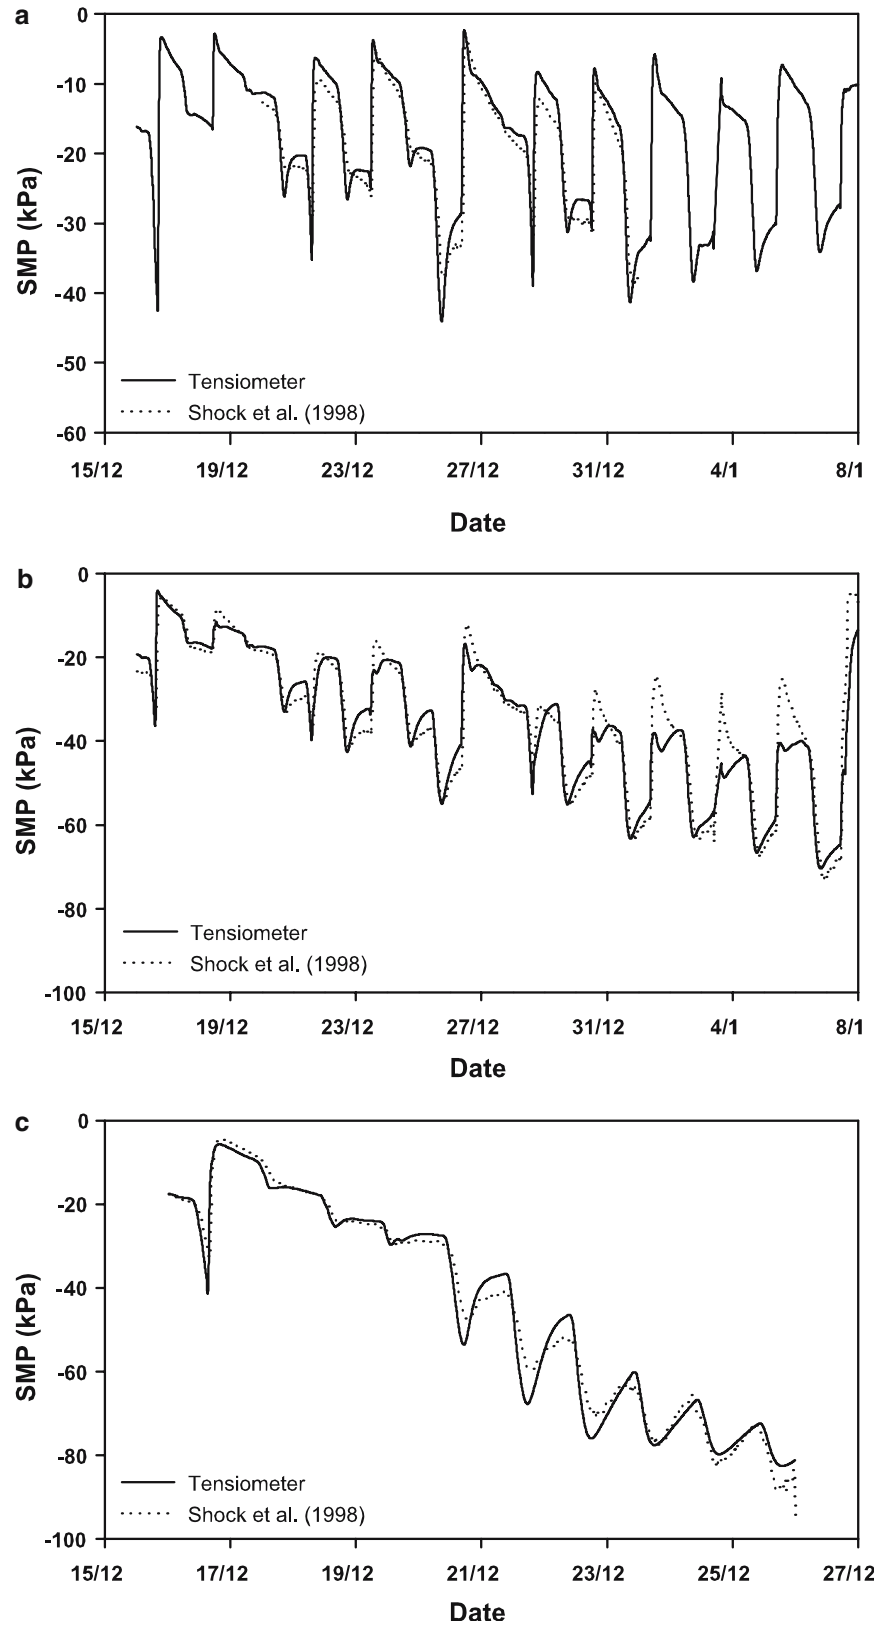 a
0
-10
-20
-30
-40
-50
-60
SMP (kPa)
Tensiometer
Shock et al. (1998)
15/12 19/12 23/12 27/12 31/12 4/1 8/1
Date
b
0
-20
-40
-60
-80
-100
SMP (kPa)
Tensiometer
Shock et al. (1998)
15/12 19/12 23/12 27/12 31/12 4/1 8/1
Date
c
0
-20
-40
-60
-80
-100
SMP (kPa)
Tensiometer
Shock et al. (1998)
15/12 17/12 19/12 21/12 23/12 25/12 27/12
Date